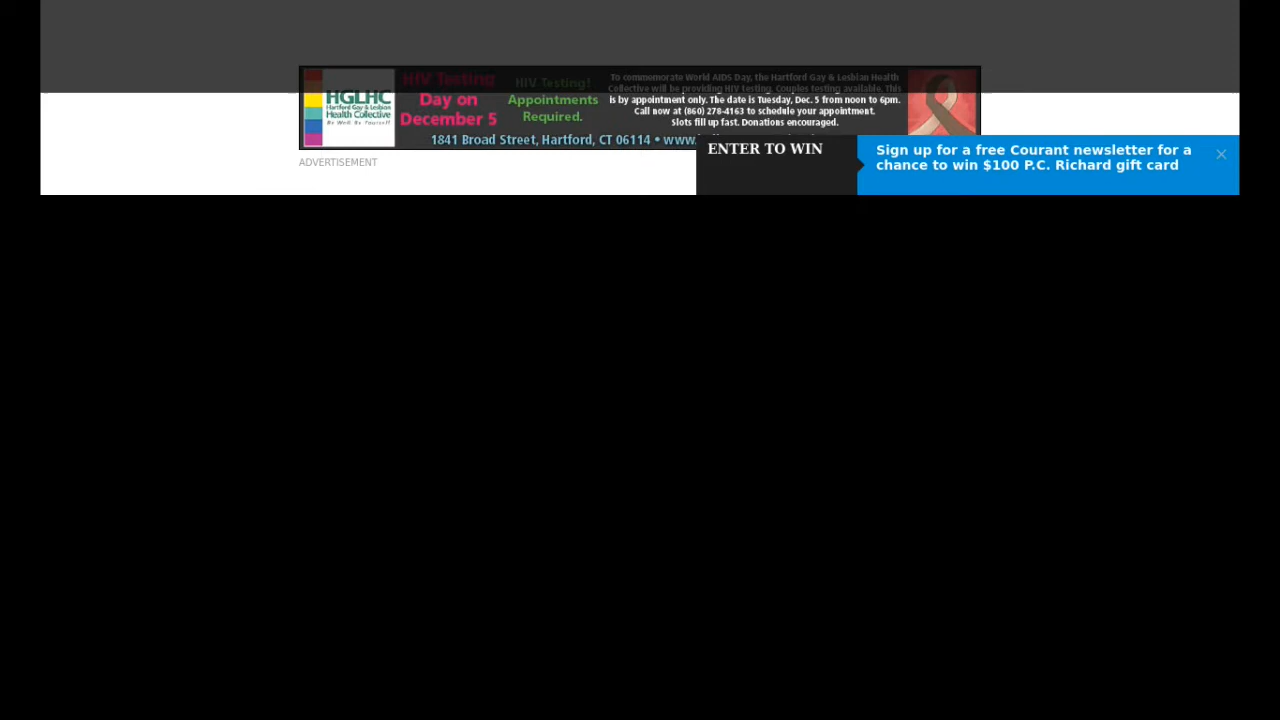 HGLHC
Hartford Gay & Lesbian
Health Collective
Be Well. Be Yourself
HIV Testing
Day on
December 5
HIV Testing!
Appointments
Required.
To commemorate World AIDS Day, the Hartford Gay & Lesbian Health
Collective will be providing HIV testing. Couples testing available. This
is by appointment only. The date is Tuesday, Dec. 5 from noon to 6pm.
Call now at (860) 278-4163 to schedule your appointment.
Slots fill up fast. Donations encouraged.
1841 Broad Street, Hartford, CT 06114 • www.
ADVERTISEMENT
ENTER TO WIN
Sign up for a free Courant newsletter for a
chance to win $100 P.C. Richard gift card
×